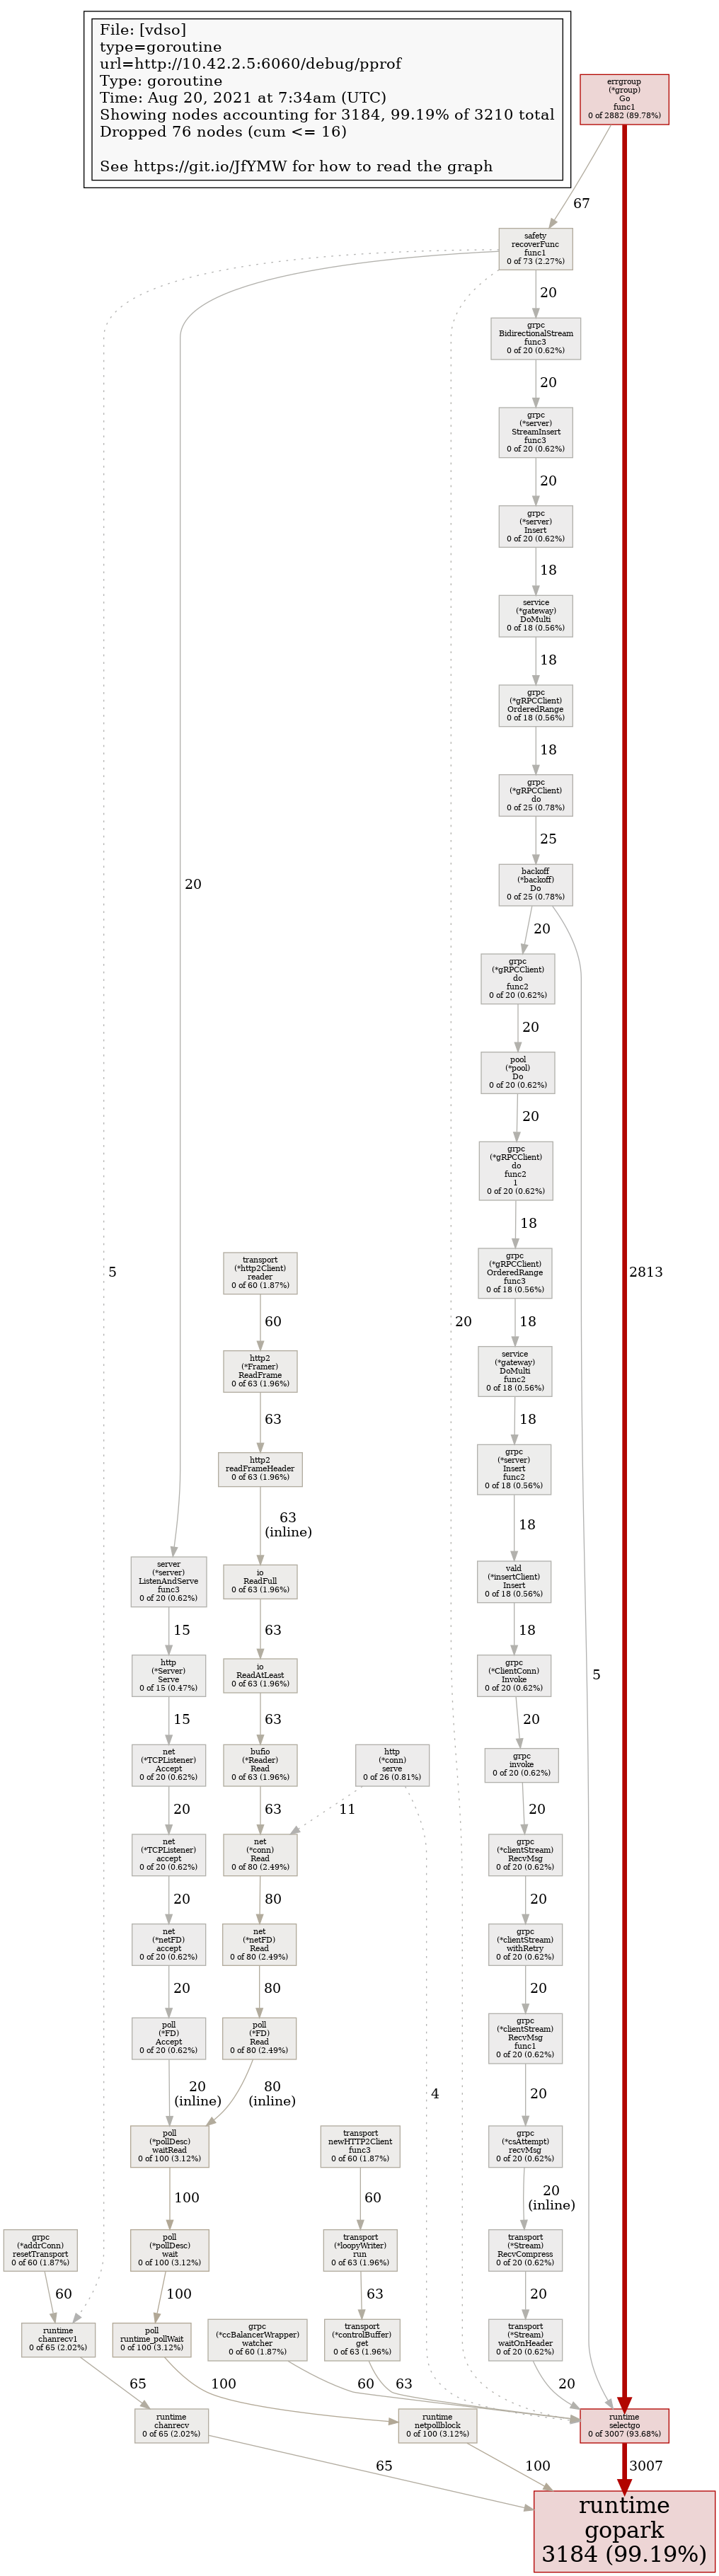 File: [vdso]
type=goroutine
url=http://10.42.2.5:6060/debug/pprof
Type: goroutine
Time: Aug 20, 2021 at 7:34am (UTC)
Showing nodes accounting for 3184, 99.19% of 3210 total
Dropped 76 nodes (cum <= 16)
See https://git.io/JfYMW for how to read the graph
errgroup
(*group)
Go
func1
0 of 2882 (89.78%)
67
safety
recoverFunc
func1
0 of 73 (2.27%)
20
grpc
BidirectionalStream
func3
0 of 20 (0.62%)
20
grpc
(*server)
StreamInsert
func3
0 of 20 (0.62%)
20
grpc
(*server)
Insert
0 of 20 (0.62%)
18
service
(*gateway)
DoMulti
0 of 18 (0.56%)
18
grpc
(*gRPCClient)
OrderedRange
0 of 18 (0.56%)
18
grpc
(*gRPCClient)
do
0 of 25 (0.78%)
25
backoff
(*backoff)
Do
0 of 25 (0.78%)
20
20
grpc
(*gRPCClient)
do
func2
0 of 20 (0.62%)
20
pool
(*pool)
Do
0 of 20 (0.62%)
20
grpc
(*gRPCClient)
do
func2
1
0 of 20 (0.62%)
18
grpc
(*gRPCClient)
OrderedRange
func3
0 of 18 (0.56%)
5
2813
20
18
service
(*gateway)
DoMulti
func2
0 of 18 (0.56%)
18
grpc
(*server)
Insert
func2
0 of 18 (0.56%)
18
vald
(*insertClient)
Insert
0 of 18 (0.56%)
18
grpc
(*ClientConn)
Invoke
0 of 20 (0.62%)
5
20
grpc
invoke
0 of 20 (0.62%)
20
grpc
(*clientStream)
RecvMsg
0 of 20 (0.62%)
20
grpc
(*clientStream)
withRetry
0 of 20 (0.62%)
20
grpc
(*clientStream)
RecvMsg
func1
0 of 20 (0.62%)
20
grpc
(*csAttempt)
recvMsg
0 of 20 (0.62%)
20
(inline)
transport
(*Stream)
RecvCompress
0 of 20 (0.62%)
20
transport
(*Stream)
waitOnHeader
0 of 20 (0.62%)
20
transport
(*http2Client)
reader
0 of 60 (1.87%)
60
http2
(*Framer)
ReadFrame
0 of 63 (1.96%)
63
http2
readFrameHeader
0 of 63 (1.96%)
63
(inline)
io
ReadFull
0 of 63 (1.96%)
63
io
ReadAtLeast
0 of 63 (1.96%)
63
bufio
(*Reader)
Read
0 of 63 (1.96%)
63
http
(*conn)
serve
0 of 26 (0.81%)
11
4
net
(*conn)
Read
0 of 80 (2.49%)
80
net
(*netFD)
Read
0 of 80 (2.49%)
80
poll
(*FD)
Read
0 of 80 (2.49%)
80
(inline)
server
(*server)
ListenAndServe
func3
0 of 20 (0.62%)
15
http
(*Server)
Serve
0 of 15 (0.47%)
15
net
(*TCPListener)
Accept
0 of 20 (0.62%)
20
net
(*TCPListener)
accept
0 of 20 (0.62%)
20
net
(*netFD)
accept
0 of 20 (0.62%)
20
poll
(*FD)
Accept
0 of 20 (0.62%)
20
(inline)
poll
(*pollDesc)
waitRead
0 of 100 (3.12%)
100
poll
(*pollDesc)
wait
0 of 100 (3.12%)
100
poll
runtime_pollWait
0 of 100 (3.12%)
100
transport
newHTTP2Client
func3
0 of 60 (1.87%)
60
transport
(*loopyWriter)
run
0 of 63 (1.96%)
63
transport
(*controlBuffer)
get
0 of 63 (1.96%)
63
grpc
(*ccBalancerWrapper)
watcher
0 of 60 (1.87%)
60
grpc
(*addrConn)
resetTransport
0 of 60 (1.87%)
60
runtime
chanrecv1
0 of 65 (2.02%)
65
runtime
chanrecv
0 of 65 (2.02%)
65
runtime
netpollblock
0 of 100 (3.12%)
100
runtime
selectgo
0 of 3007 (93.68%)
3007
runtime
gopark
3184 (99.19%)